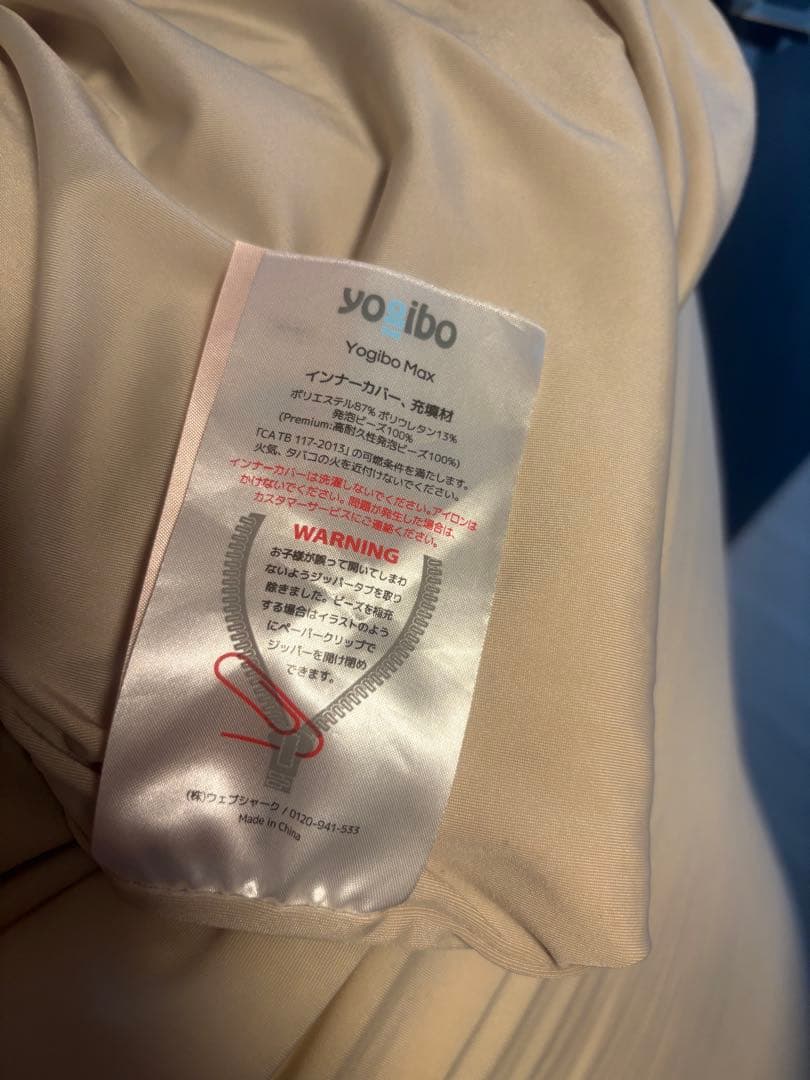 yogibo
Yogibo Max
インナーカバー、充填材
ポリエステル87% ポリウレタン13%
発泡ビーズ100%
(Premium:高耐久性発泡ビーズ100%)
「CA TB 117-2013」の可燃条件を満たします。
火気、タバコの火を近付けないでください。
インナーカバーは洗濯しないでください。アイロンは
かけないでください。問題が発生した場合は、
カスタマーサービスにご連絡ください。
WARNING
お子様が誤って開いてしまわ
ないようジッパータブを取り
除きました。ビーズを補充
する場合はイラストのよう
にペーパークリップで
ジッパーを開け閉め
できます。
(株)ウェブシャーク / 0120-941-533
Made in China